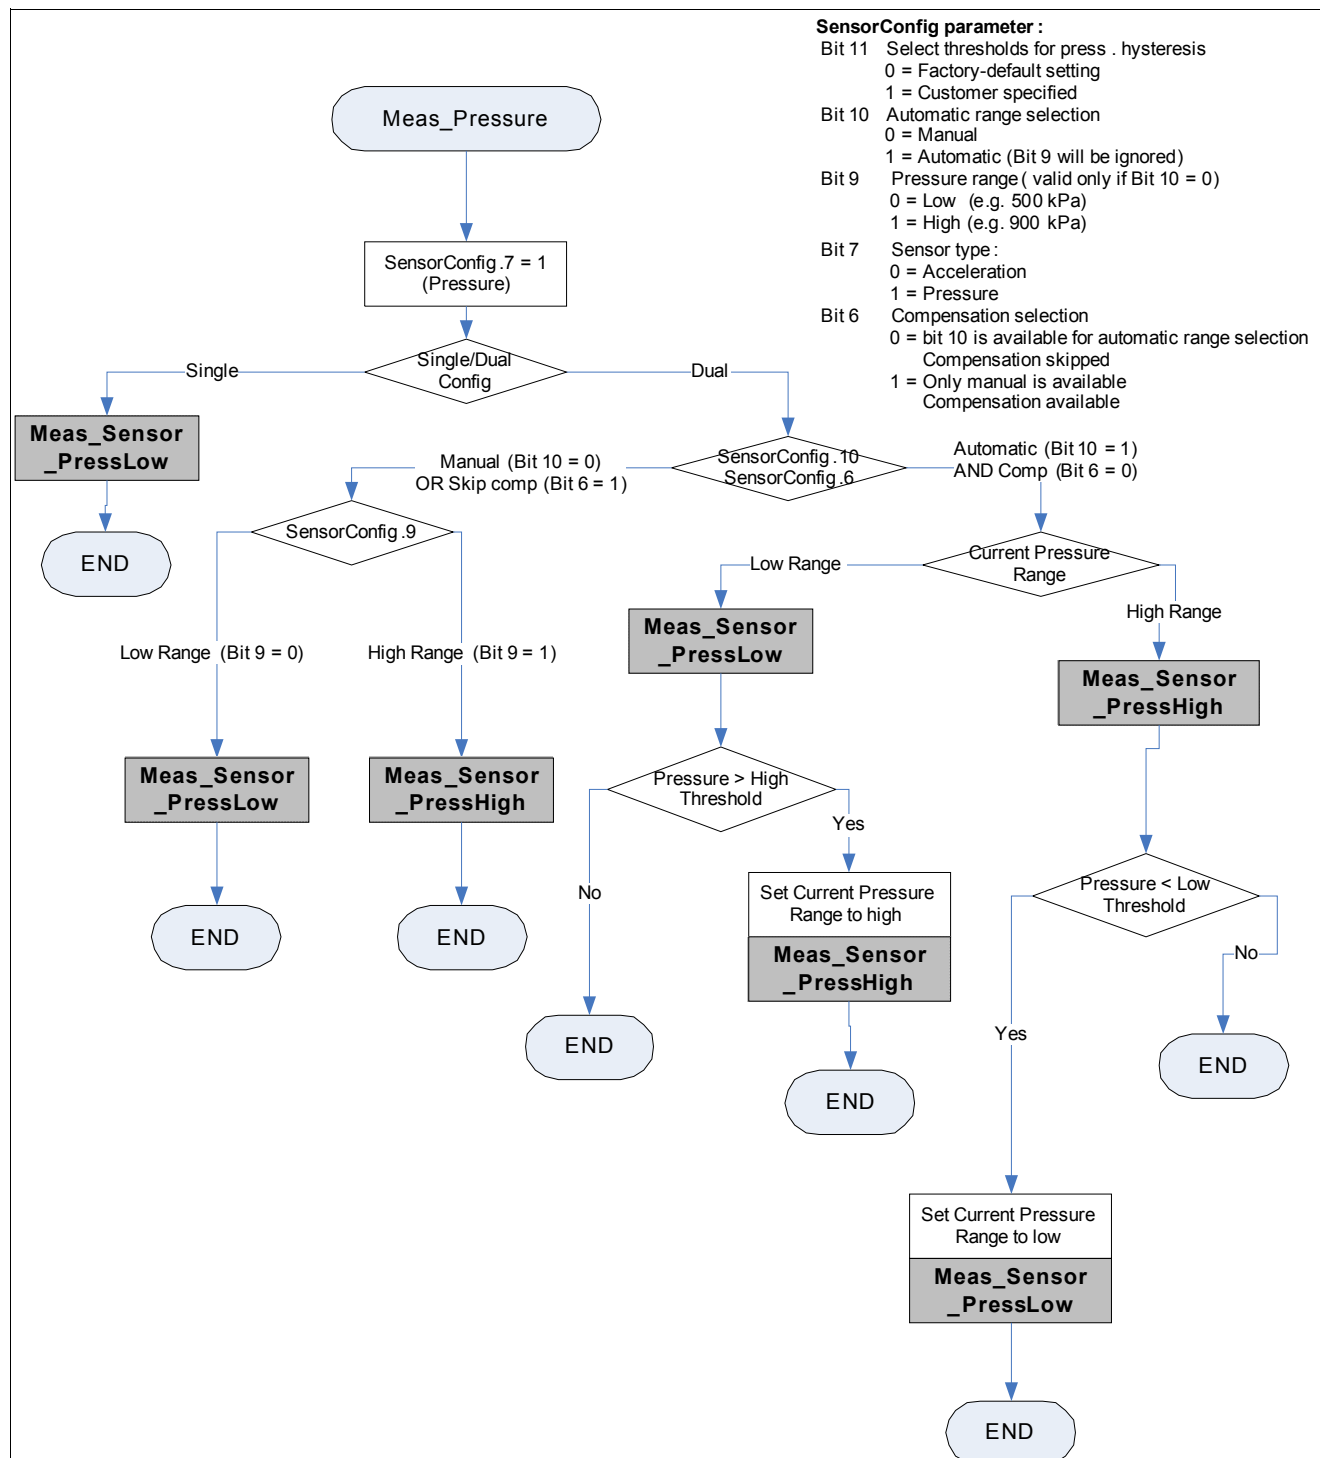 SensorConfig parameter :
Bit 11 Select thresholds for press . hysteresis
0 = Factory-default setting
1 = Customer specified
Bit 10 Automatic range selection
0 = Manual
1 = Automatic (Bit 9 will be ignored)
Bit 9 Pressure range ( valid only if Bit 10 = 0)
0 = Low (e.g. 500 kPa)
1 = High (e.g. 900 kPa)
Bit 7 Sensor type :
0 = Acceleration
1 = Pressure
Bit 6 Compensation selection
0 = bit 10 is available for automatic range selection
Compensation skipped
1 = Only manual is available
Compensation available
Meas_Pressure
SensorConfig .7 = 1
(Pressure)
Single/Dual
Config
Single
Dual
Meas_Sensor
_PressLow
END
SensorConfig .10
SensorConfig .6
Manual (Bit 10 = 0)
OR Skip comp (Bit 6 = 1)
Automatic (Bit 10 = 1)
AND Comp (Bit 6 = 0)
SensorConfig .9
Low Range (Bit 9 = 0)
High Range (Bit 9 = 1)
Meas_Sensor
_PressLow
Meas_Sensor
_PressHigh
END
END
Current Pressure
Range
Low Range
High Range
Meas_Sensor
_PressLow
Meas_Sensor
_PressHigh
Pressure > High
Threshold
Yes
No
Set Current Pressure
Range to high
Meas_Sensor
_PressHigh
END
END
Pressure < Low
Threshold
No
Yes
END
Set Current Pressure
Range to low
Meas_Sensor
_PressLow
END